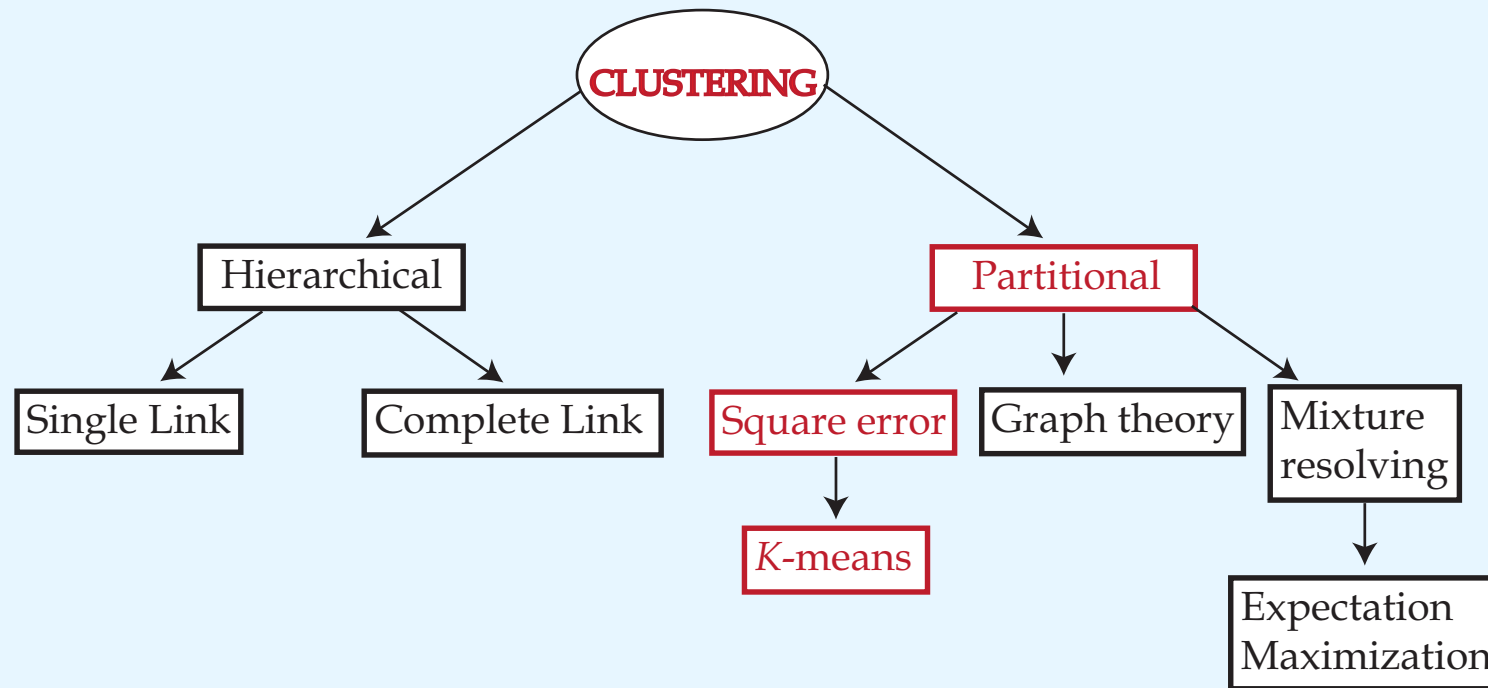 CLUSTERING
Hierarchical
Partitional
Single Link
Complete Link
Square error
Graph theory
Mixture
resolving
K-means
Expectation
Maximization